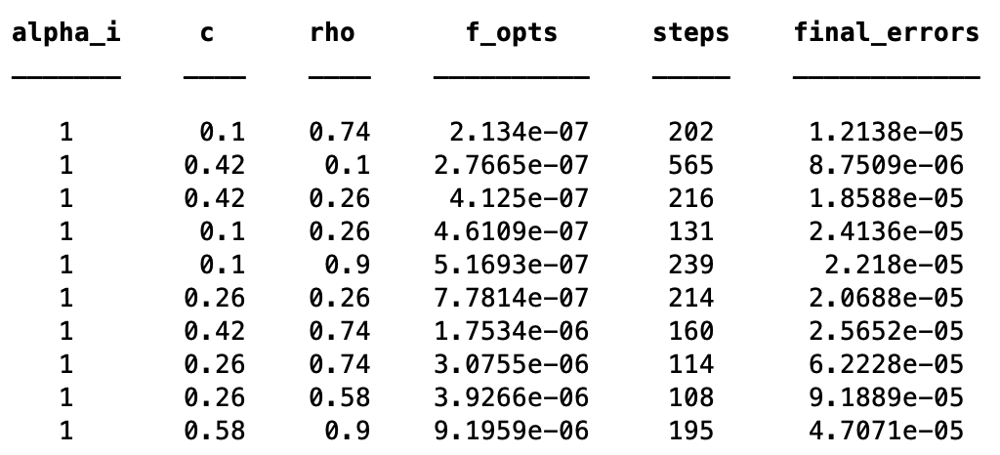 alpha_i c rho f_opts steps final_errors
1 0.1 0.74 2.134e-07 202 1.2138e-05
1 0.42 0.1 2.7665e-07 565 8.7509e-06
1 0.42 0.26 4.125e-07 216 1.8588e-05
1 0.1 0.26 4.6109e-07 131 2.4136e-05
1 0.1 0.9 5.1693e-07 239 2.218e-05
1 0.26 0.26 7.7814e-07 214 2.0688e-05
1 0.42 0.74 1.7534e-06 160 2.5652e-05
1 0.26 0.74 3.0755e-06 114 6.2228e-05
1 0.26 0.58 3.9266e-06 108 9.1889e-05
1 0.58 0.9 9.1959e-06 195 4.7071e-05